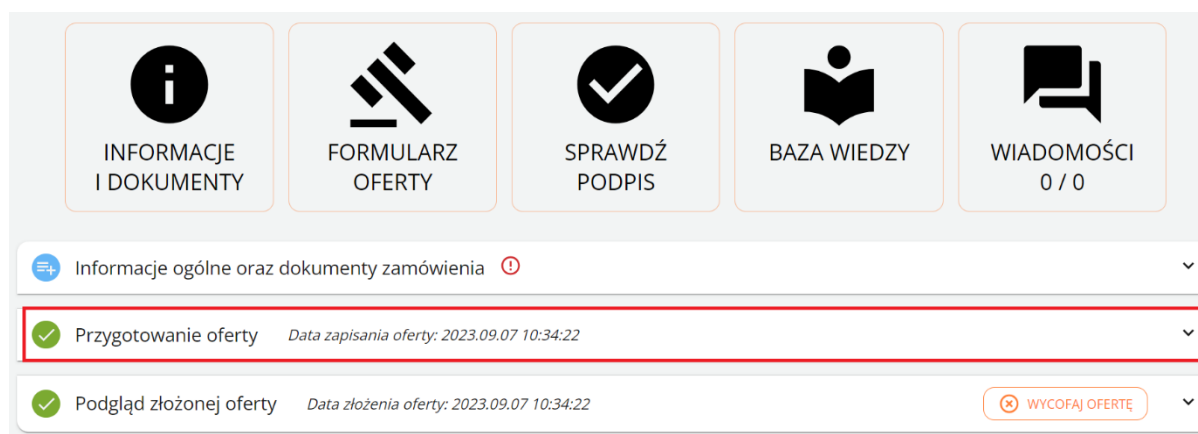 INFORMACJE
I DOKUMENTY
FORMULARZ
OFERTY
SPRAWDŹ
PODPIS
BAZA WIEDZY
WIADOMOŚCI
0 / 0
Informacje ogólne oraz dokumenty zamówienia
Przygotowanie oferty Data zapisania oferty: 2023.09.07 10:34:22
Podgląd złożonej oferty Data złożenia oferty: 2023.09.07 10:34:22 WYCOFAJ OFERTĘ